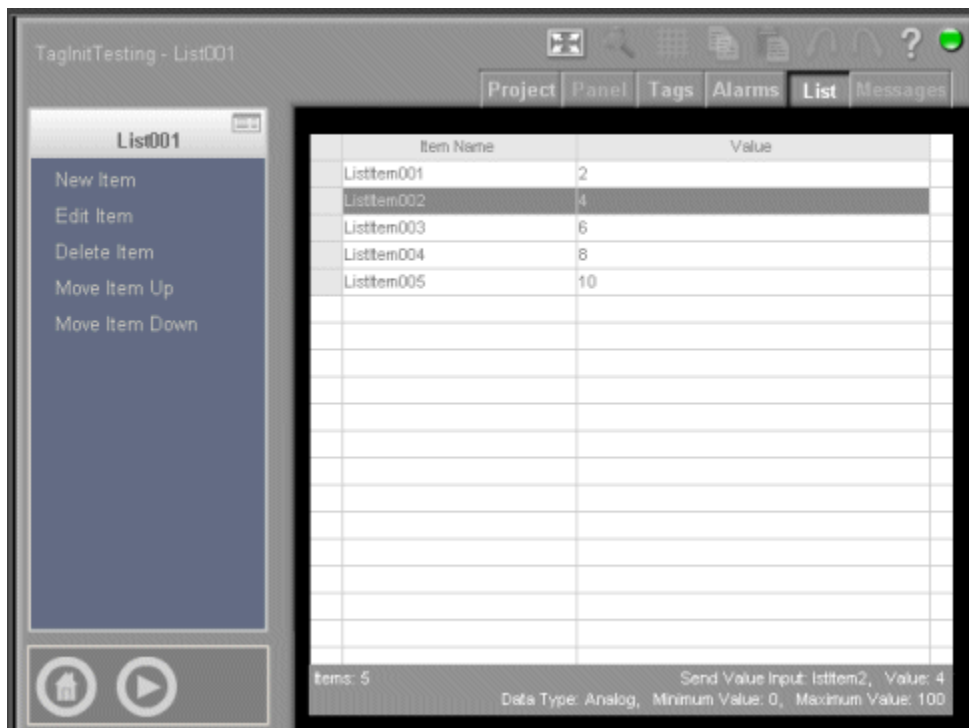 TagInitTesting - List001
?
Project Panel Tags Alarms List Messages
List001
New Item
Edit Item
Delete Item
Move Item Up
Move Item Down
Item Name Value
ListItem001 2
ListItem002 4
ListItem003 6
ListItem004 8
ListItem005 10
Items: 5 Send Value Input: lstItem2, Value: 4
Data Type: Analog, Minimum Value: 0, Maximum Value: 100